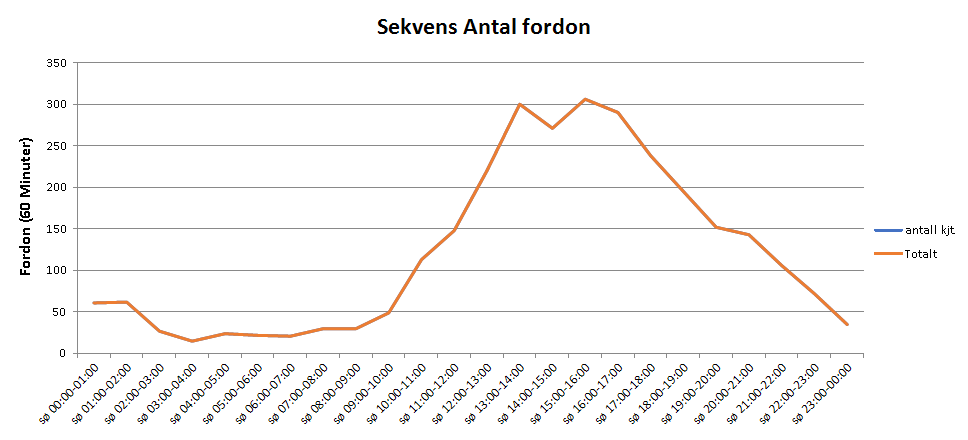 Sekvens Antal fordon
Fordon (60 Minuter)
350
300
250
200
150
100
50
0
sø 00:00-01:00
sø 01:00-02:00
sø 02:00-03:00
sø 03:00-04:00
sø 04:00-05:00
sø 05:00-06:00
sø 06:00-07:00
sø 07:00-08:00
sø 08:00-09:00
sø 09:00-10:00
sø 10:00-11:00
sø 11:00-12:00
sø 12:00-13:00
sø 13:00-14:00
sø 14:00-15:00
sø 15:00-16:00
sø 16:00-17:00
sø 17:00-18:00
sø 18:00-19:00
sø 19:00-20:00
sø 20:00-21:00
sø 21:00-22:00
sø 22:00-23:00
sø 23:00-00:00
antall kjt
Totalt